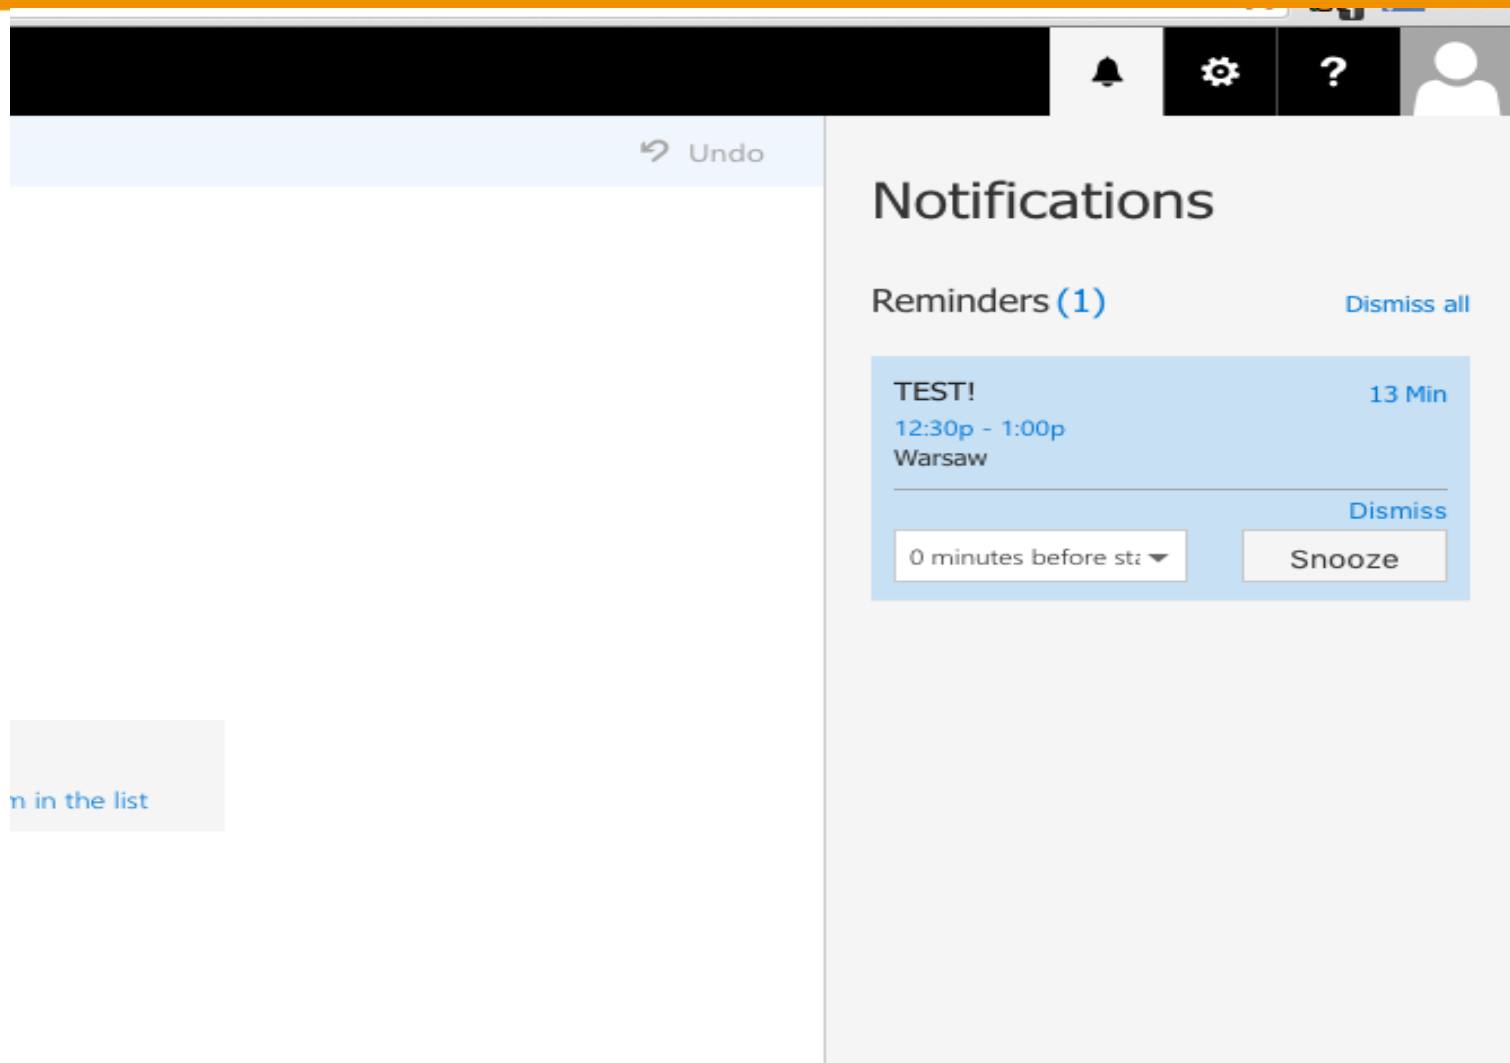 ?
Undo
Notifications
Reminders (1)
Dismiss all
TEST!
13 Min
12:30p - 1:00p
Warsaw
Dismiss
0 minutes before
Snooze
in the list